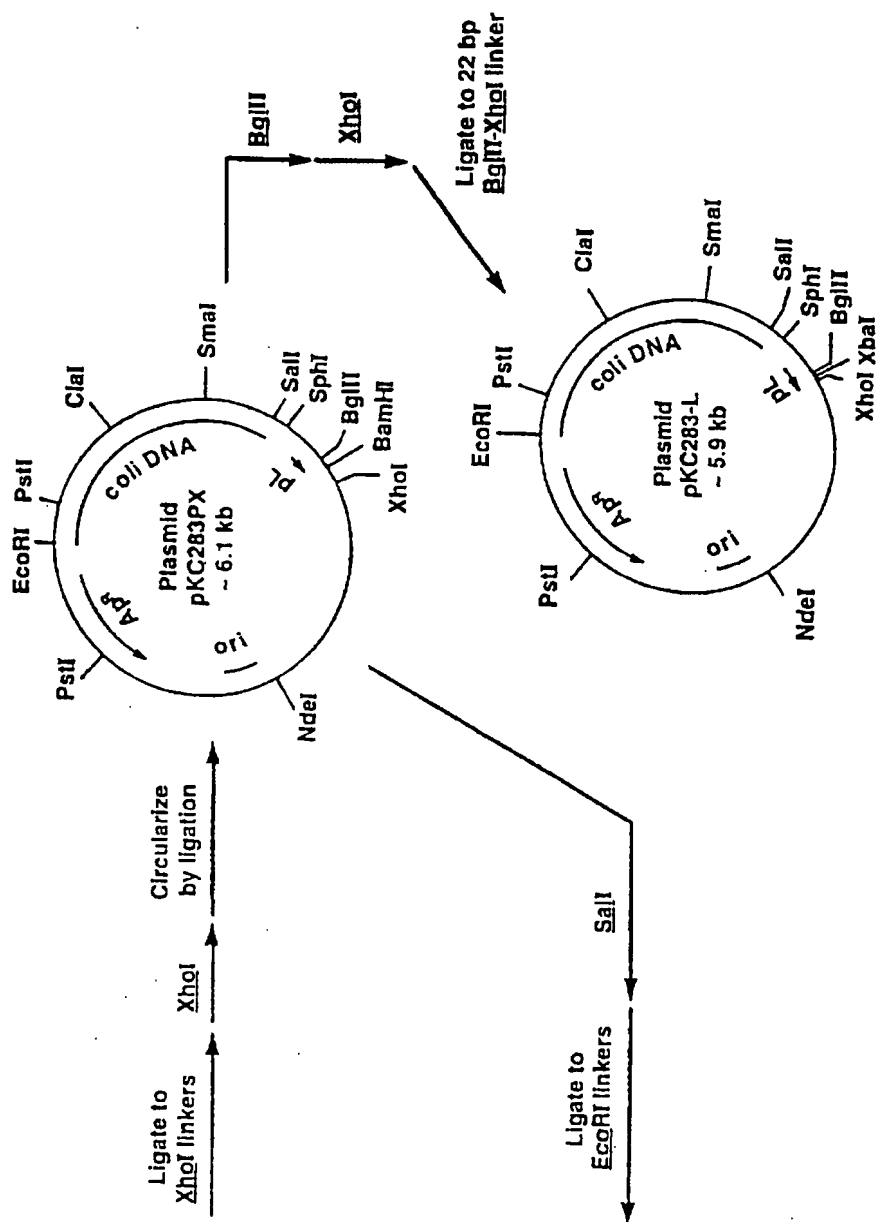 Ligate to
XhoI linkers
XhoI
Circularize
by ligation
EcoRI
PstI
ClaI
SmaI
SalI
SphI
BglII
BamHI
XhoI
NdeI
PstI
coli DNA
pL
ApR
ori
Plasmid
pKC283PX
~ 6.1 kb
BglII
XhoI
Ligate to 22 bp
BglII-XhoI linker
EcoRI
PstI
ClaI
SmaI
SalI
SphI
BglII
XbaI
XhoI
NdeI
PstI
coli DNA
pL
ApR
ori
Plasmid
pKC283-L
~ 5.9 kb
SalI
Ligate to
EcoRI linkers